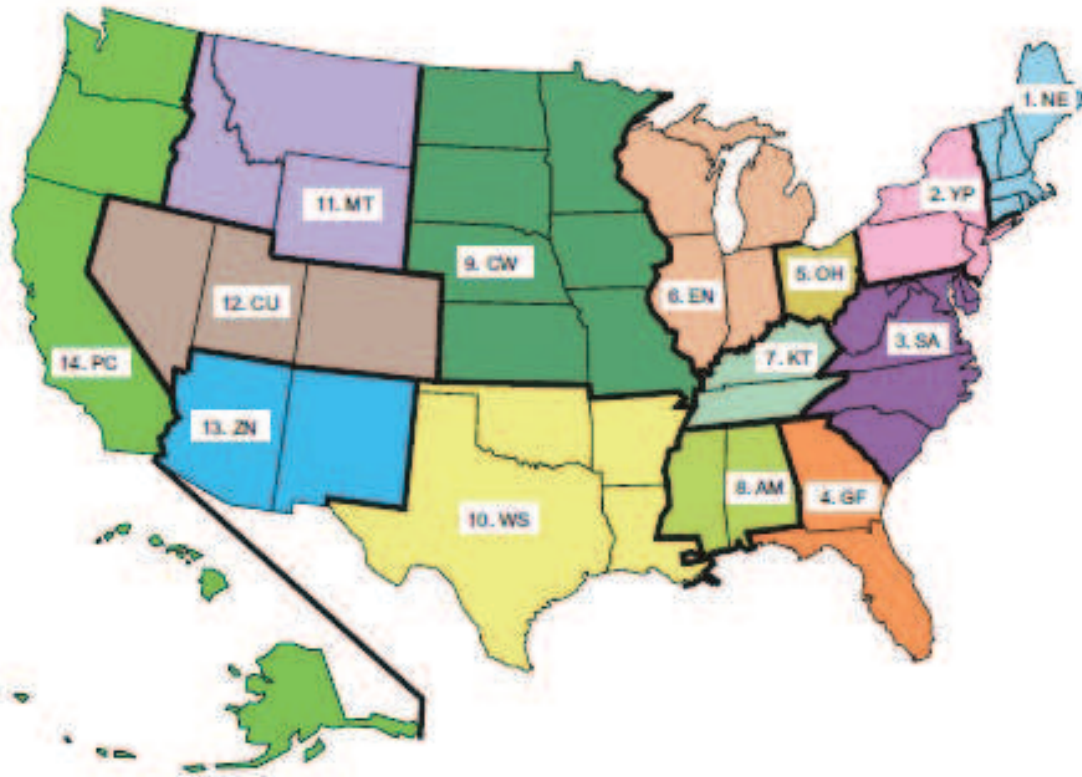 1. NE
2. YP
11. MT
9. CW
5. OH
12. CU
6. EN
3. SA
7. KT
14. PC
13. ZN
8. AM
4. GF
10. WS